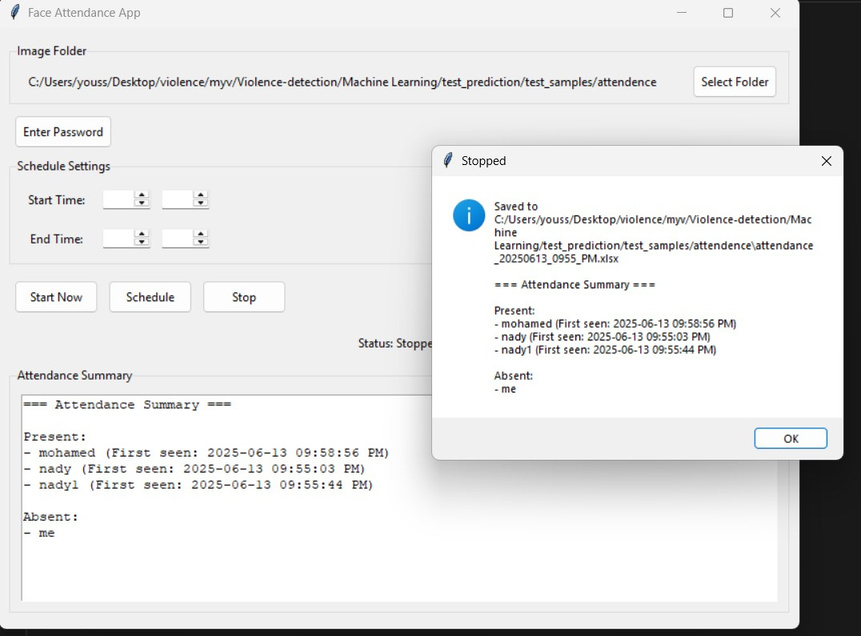 Face Attendance App
Image Folder
C:/Users/youss/Desktop/violence/myv/Violence-detection/Machine Learning/test_prediction/test_samples/attendence
Select Folder
Enter Password
Schedule Settings
Start Time:
End Time:
Start Now
Schedule
Stop
Status: Stoppe
Attendance Summary
=== Attendance Summary ===
Present:
- mohamed (First seen: 2025-06-13 09:58:56 PM)
- nady (First seen: 2025-06-13 09:55:03 PM)
- nady1 (First seen: 2025-06-13 09:55:44 PM)
Absent:
- me
Stopped
Saved to
C:/Users/youss/Desktop/violence/myv/Violence-detection/Mac
hine
Learning/test_prediction/test_samples/attendence\attendance
_20250613_0955_PM.xlsx
=== Attendance Summary ===
Present:
- mohamed (First seen: 2025-06-13 09:58:56 PM)
- nady (First seen: 2025-06-13 09:55:03 PM)
- nady1 (First seen: 2025-06-13 09:55:44 PM)
Absent:
- me
OK